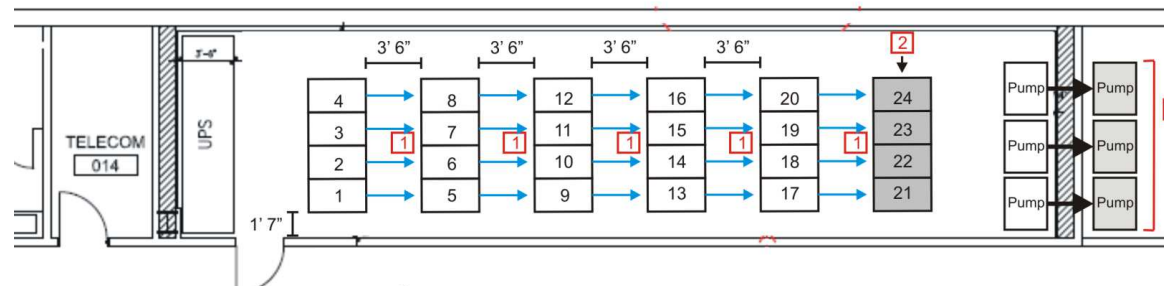 3' 6" 3' 6" 3' 6" 3' 6" 2
3'-6"
4 8 12 16 20 24 Pump Pump
3 7 11 15 19 23
1 1 1 1 1
TELECOM
014
UPS
2 6 10 14 18 22 Pump Pump
1 5 9 13 17 21 Pump Pump
1' 7"